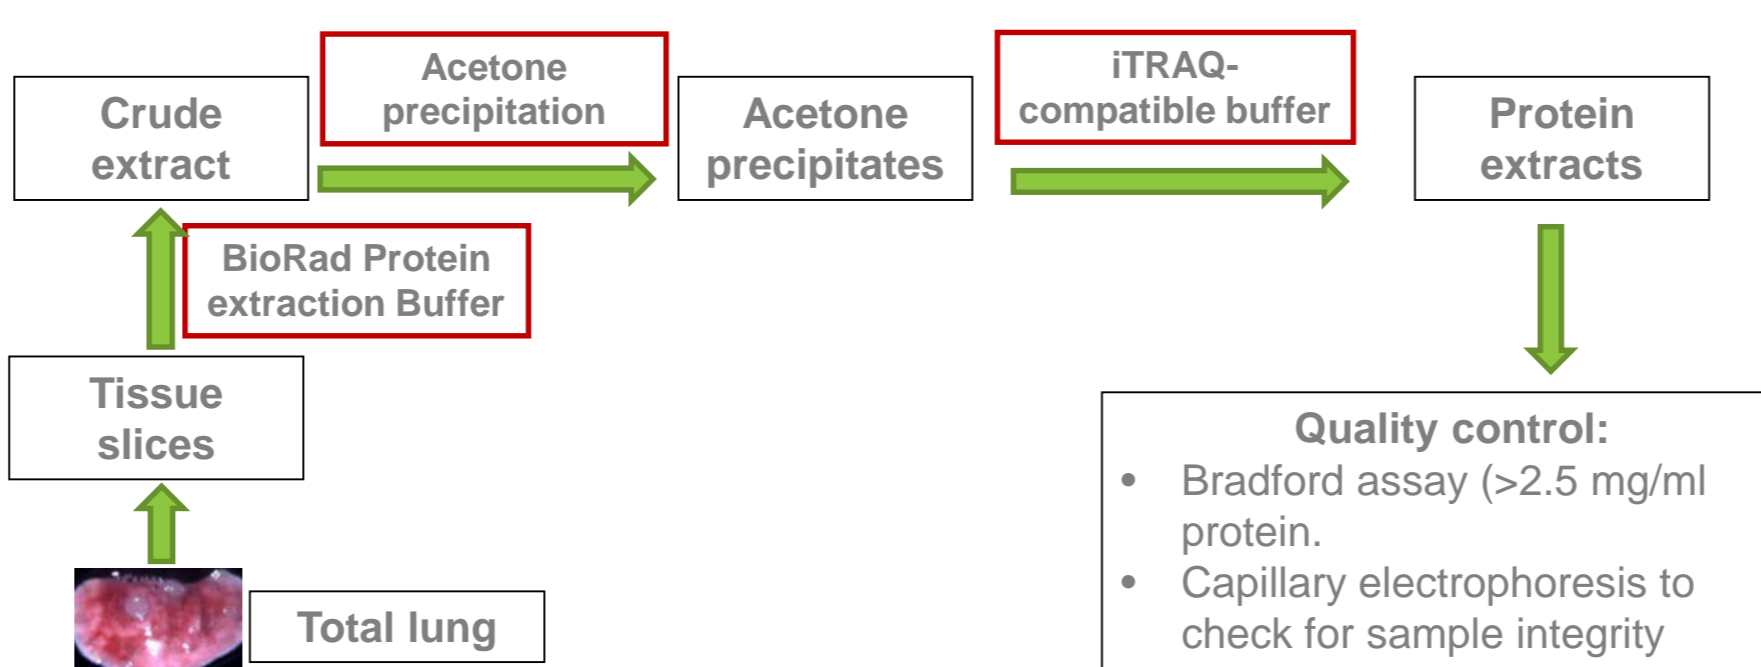 Acetone
precipitation
iTRAQ-
compatible buffer
Crude
extract
Acetone
precipitates
Protein
extracts
BioRad Protein
extraction Buffer
Tissue
slices
Quality control:
• Bradford assay (>2.5 mg/ml
protein.
• Capillary electrophoresis to
check for sample integrity
Total lung